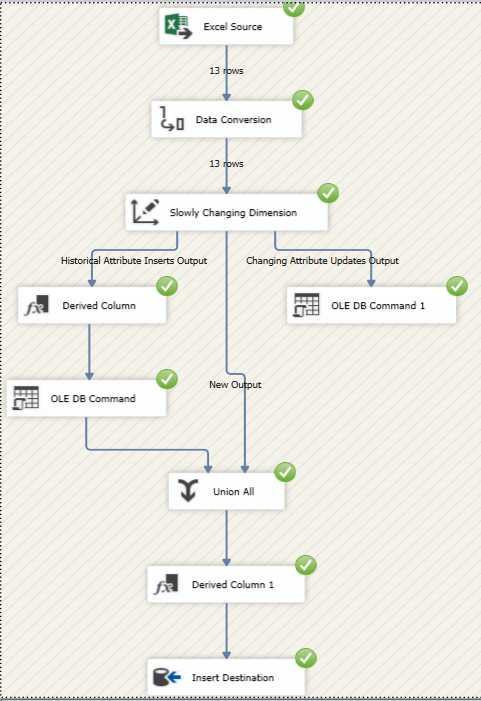 Excel Source
13 rows
Data Conversion
13 rows
Slowly Changing Dimension
Historical Attribute Inserts Output
Changing Attribute Updates Output
Derived Column
OLE DB Command 1
New Output
OLE DB Command
Union All
Derived Column 1
Insert Destination